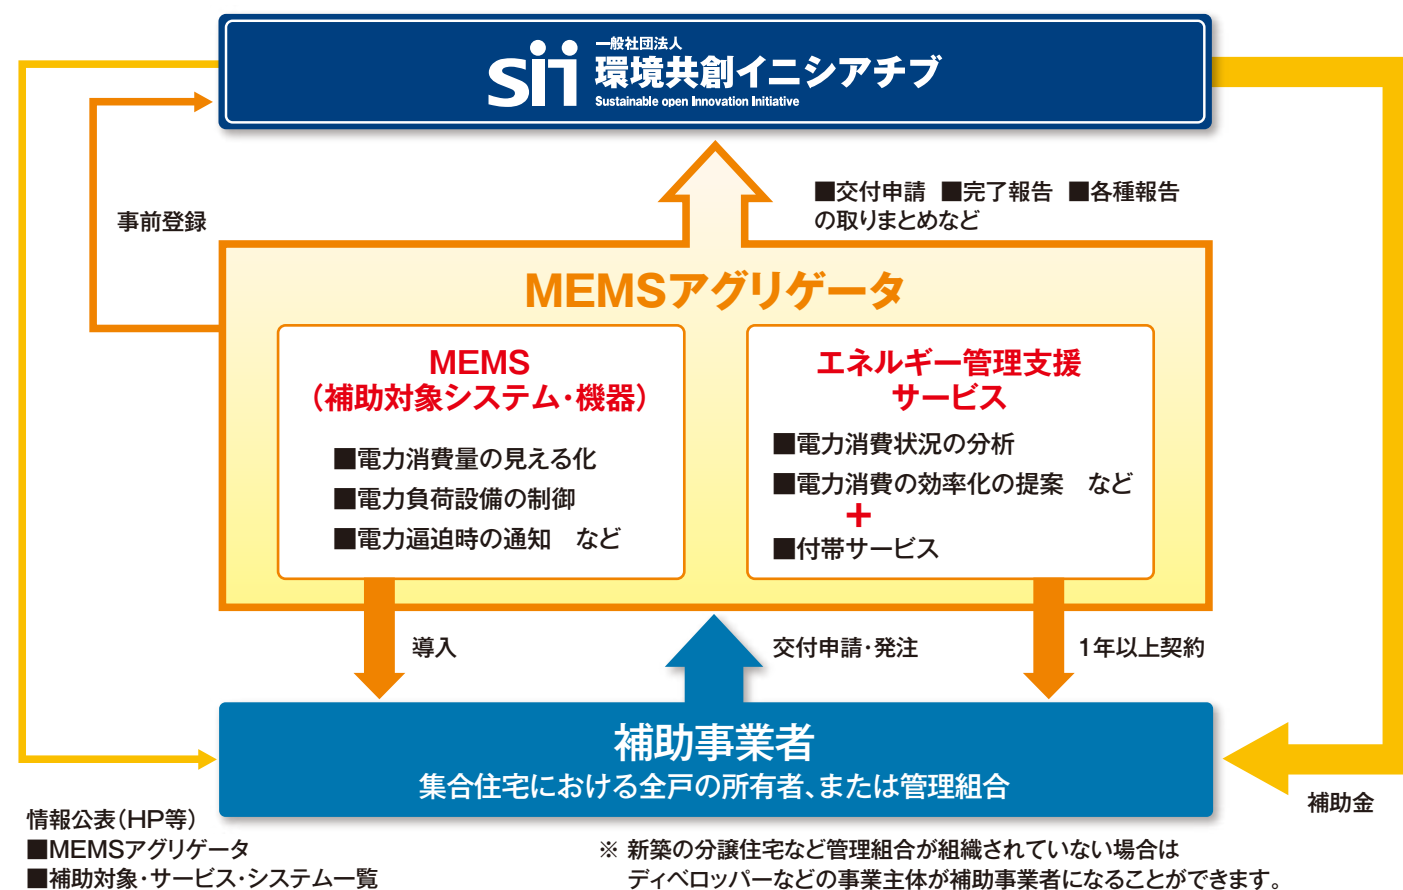 sii
一般社団法人
環境共創イニシアチブ
Sustainable open Innovation Initiative
事前登録
■交付申請 ■完了報告 ■各種報告
の取りまとめなど
MEMSアグリゲータ
MEMS
（補助対象システム・機器）
■電力消費量の見える化
■電力負荷設備の制御
■電力逼迫時の通知　など
エネルギー管理支援
サービス
■電力消費状況の分析
■電力消費の効率化の提案　など
＋
■付帯サービス
導入
交付申請・発注
1年以上契約
補助事業者
集合住宅における全戸の所有者、または管理組合
補助金
情報公表（HP等）
■MEMSアグリゲータ
■補助対象・サービス・システム一覧
※ 新築の分譲住宅など管理組合が組織されていない場合は
ディベロッパーなどの事業主体が補助事業者になることができます。